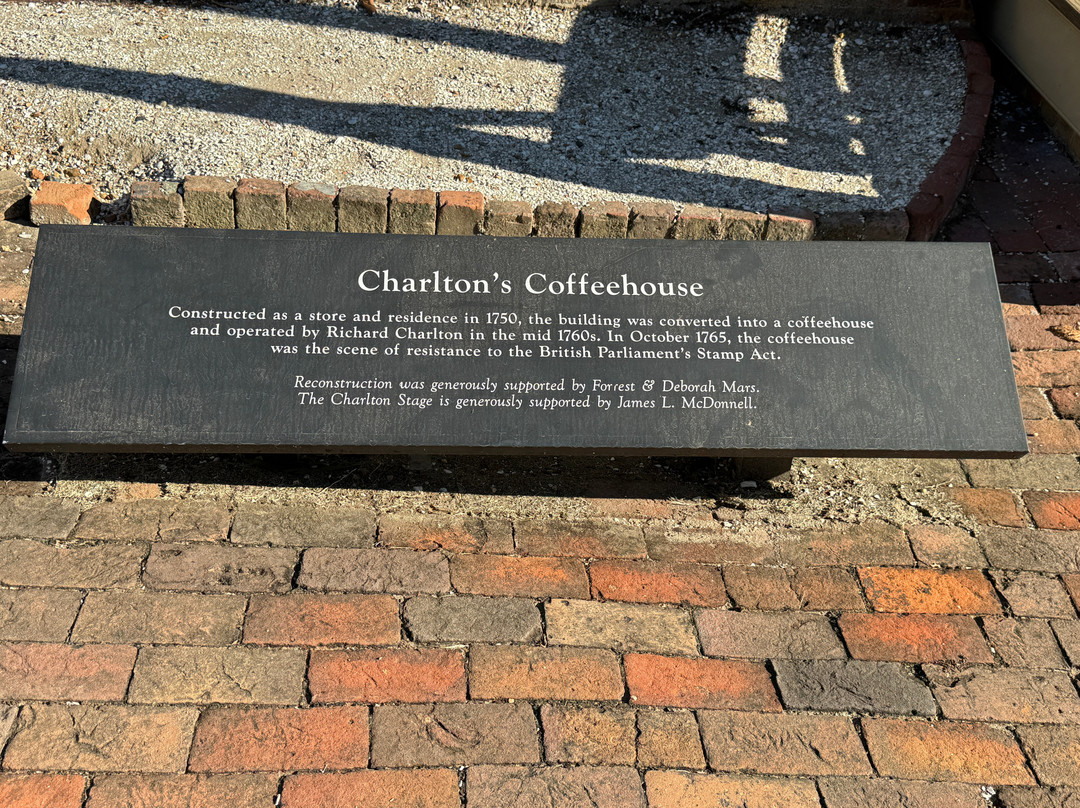 Charlton's Coffeehouse
Constructed as a store and residence in 1750, the building was converted into a coffeehouse
and operated by Richard Charlton in the mid 1760s. In October 1765, the coffeehouse
was the scene of resistance to the British Parliament's Stamp Act.
Reconstruction was generously supported by Forrest & Deborah Mars.
The Charlton Stage is generously supported by James L. McDonnell.